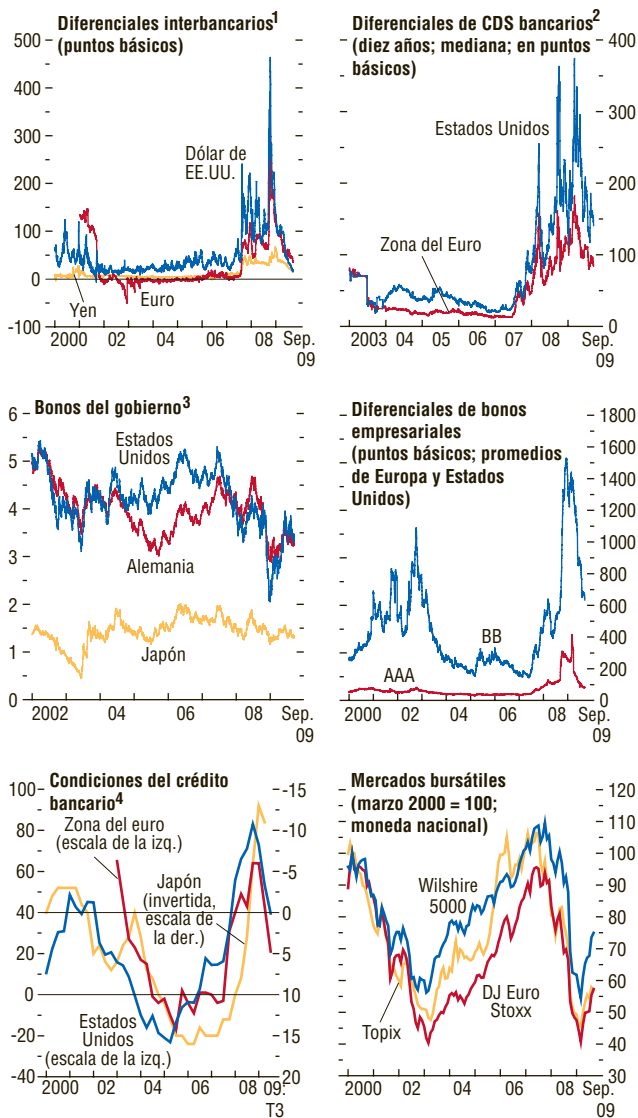 Diferenciales interbancarios1
(puntos básicos)
500
400
300
200
100
0
-100
Dólar de
EE.UU.
Yen
Euro
2000 02 04 06 08 Sep.
09
Diferenciales de CDS bancarios2
(diez años; mediana; en puntos
básicos)
400
300
200
100
0
Estados Unidos
Zona del Euro
2003 04 05 06 07 08 Sep.
09
Bonos del gobierno3
6
5
4
3
2
1
0
Estados
Unidos
Alemania
Japón
2002 04 06 08 Sep.
09
Diferenciales de bonos
empresariales
(puntos básicos; promedios
de Europa y Estados
Unidos)
1800
1600
1400
1200
1000
800
600
400
200
0
BB
AAA
2000 02 04 06 08 Sep.
09
Condiciones del crédito
bancario4
100
80
60
40
20
0
-20
-40
-15
-10
-5
0
5
10
15
20
Zona del euro
(escala de la izq.)
Japón
(invertida,
escala de
la der.)
Estados
Unidos
(escala de la izq.)
2000 02 04 06 08 09:
T3
Mercados bursátiles
(marzo 2000 = 100;
moneda nacional)
120
110
100
90
80
70
60
50
40
30
Wilshire
5000
DJ Euro
Stoxx
Topix
2000 02 04 06 08 Sep.
09